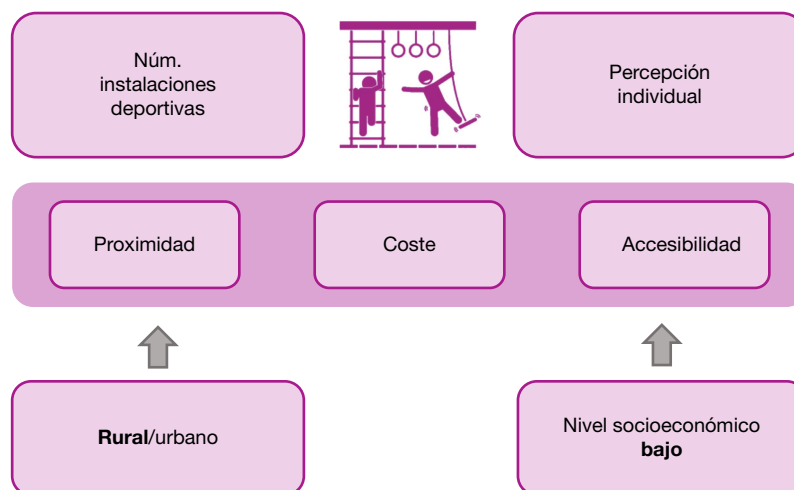 Núm.
instalaciones
deportivas
Percepción
individual
Proximidad
Coste
Accesibilidad
Rural/urbano
Nivel socioeconómico
bajo